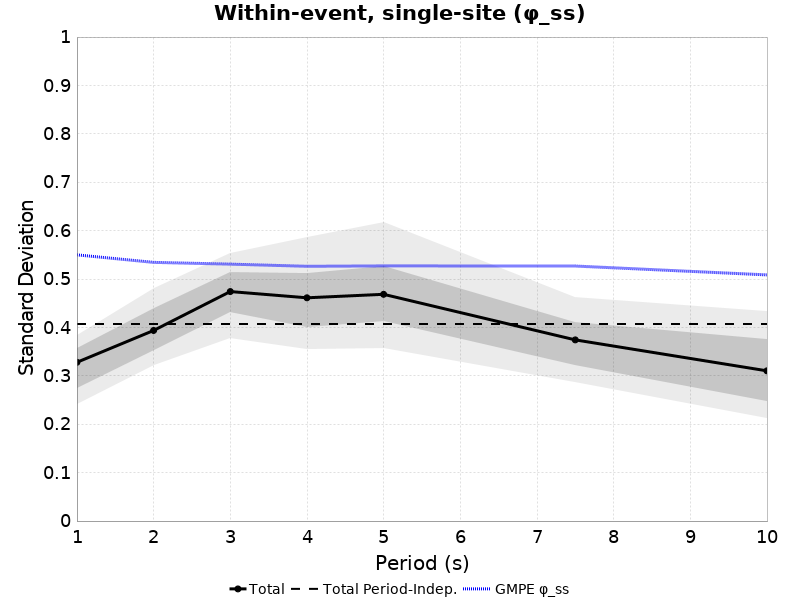 Within-event, single-site (φ_ss)
1
0.9
0.8
0.7
0.6
0.5
0.4
0.3
0.2
0.1
0
Standard Deviation
1 2 3 4 5 6 7 8 9 10
Period (s)
Total Total Period-Indep. GMPE φ_ss